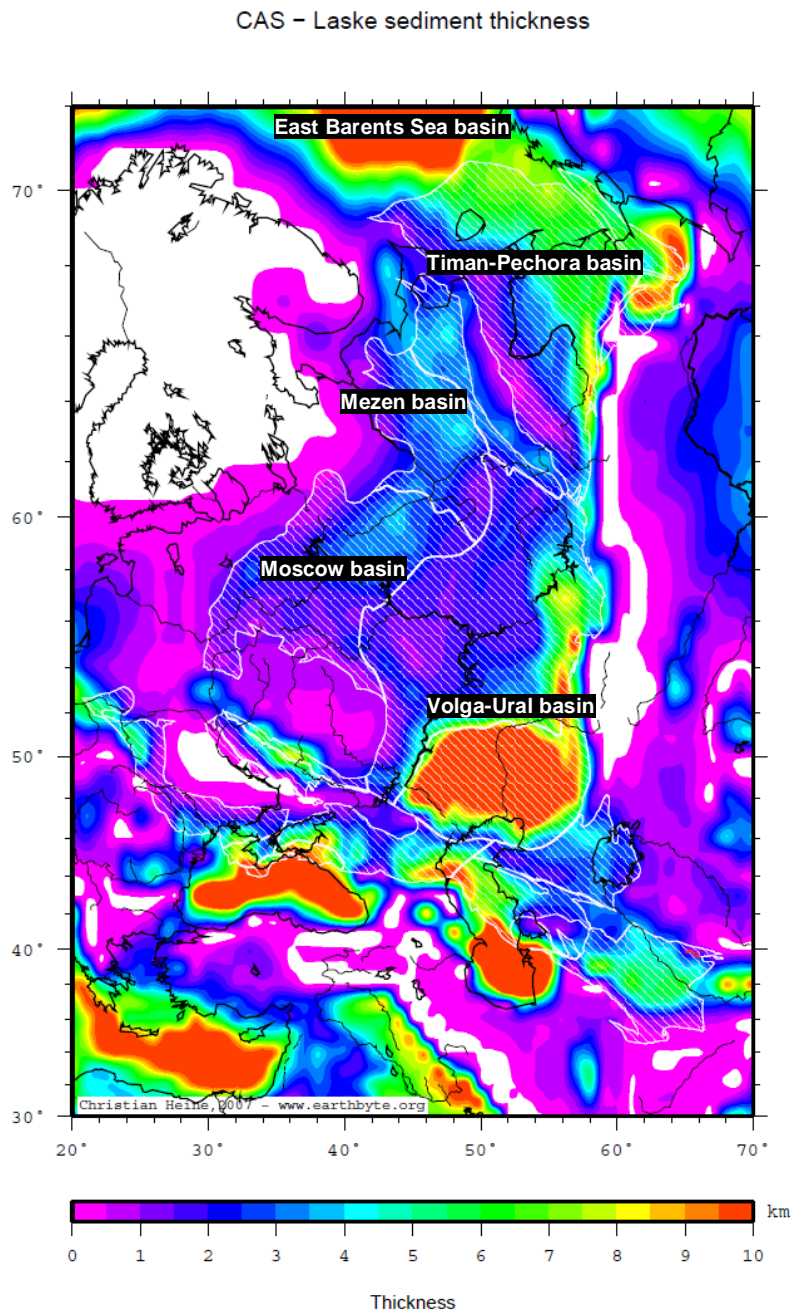 CAS − Laske sediment thickness
East Barents Sea basin
70°
Timan-Pechora basin
Mezen basin
60°
Moscow basin
Volga-Ural basin
50°
40°
Christian Heine, 2007 − www.earthbyte.org
30°
20° 30° 40° 50° 60° 70°
km
0 1 2 3 4 5 6 7 8 9 10
Thickness